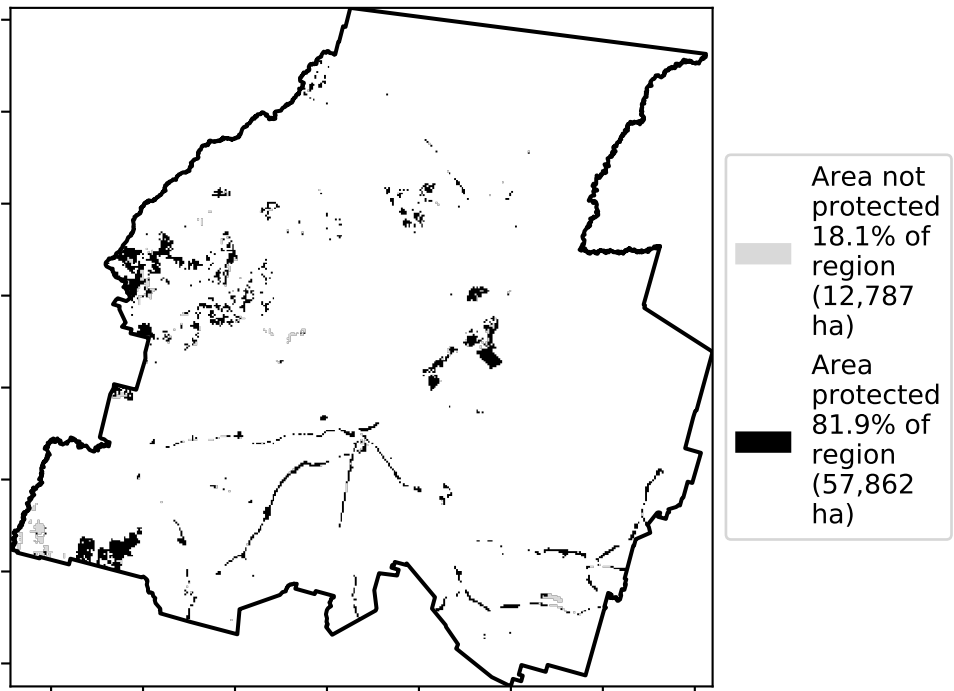 Area not
protected
18.1% of
region
(12,787
ha)
Area
protected
81.9% of
region
(57,862
ha)